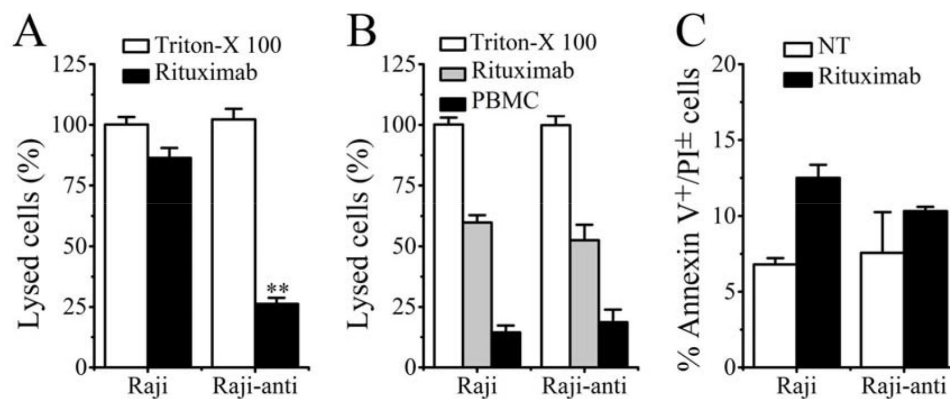 A
Triton-X 100
Rituximab
125
100
75
50
25
0
Lysed cells (%)
**
Raji
Raji-anti
B
Triton-X 100
Rituximab
PBMC
125
100
75
50
25
0
Lysed cells (%)
Raji
Raji-anti
C
NT
Rituximab
20
15
10
5
0
% Annexin V⁺/PI± cells
Raji
Raji-anti